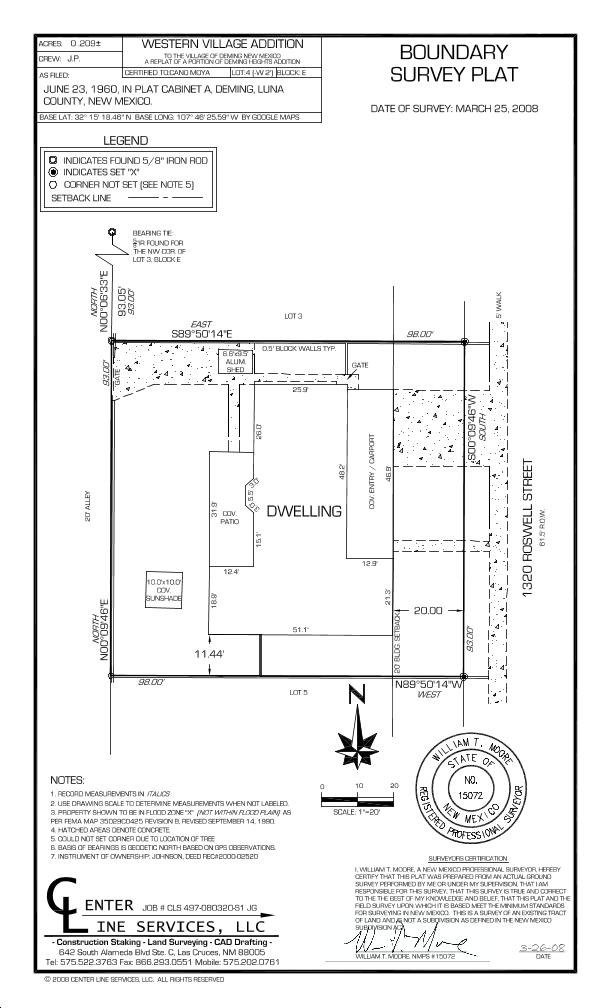 ACRES: 0.209±
CREW: J.P.
AS FILED:
WESTERN VILLAGE ADDITION
TO THE VILLAGE OF DEMING NEW MEXICO
A REPLAT OF A PORTION OF DEMING HEIGHTS ADDITION
CERTIFIED TO:CANO MOYA LOT:4 (-W 2') BLOCK: E
JUNE 23, 1960, IN PLAT CABINET A, DEMING, LUNA
COUNTY, NEW MEXICO.
BASE LAT: 32° 15' 18.46" N BASE LONG: 107° 46' 25.59" W BY GOOGLE MAPS
BOUNDARY
SURVEY PLAT
DATE OF SURVEY: MARCH 25, 2008
LEGEND
INDICATES FOUND 5/8" IRON ROD
INDICATES SET "X"
CORNER NOT SET (SEE NOTE 5)
SETBACK LINE
BEARING TIE:
FOUND FOR
THE NW COR. OF
LOT 3, BLOCK E
NORTH
N00°06'33"E
93.05'
93.00'
LOT 3
EAST
S89°50'14"E
98.00'
5' WALK
0.5' BLOCK WALLS TYP.
6.6'x9.5'
ALUM.
SHED
GATE
GATE
93.00'
25.9'
26.0'
48.2'
COV. ENTRY / CARPORT
46.9'
S00°09'46"W
SOUTH
20' ALLEY
31.9'
COV.
PATIO
5.5'
DWELLING
15.1'
12.4'
12.9'
1320 ROSWELL STREET
61.5' R.O.W.
10.0'x10.0'
COV.
SUNSHADE
18.9'
21.3'
20.00
NORTH
N00°09'46"E
51.1'
11.44'
20' BLDG. SETBACK
93.00'
98.00'
LOT 5
N89°50'14"W
WEST
N
0 10 20
SCALE: 1"=20'
WILLIAM T. MOORE
STATE OF
NO.
15072
NEW MEXICO
REGISTERED PROFESSIONAL SURVEYOR
NOTES:
1. RECORD MEASUREMENTS IN ITALICS
2. USE DRAWING SCALE TO DETERMINE MEASUREMENTS WHEN NOT LABELED.
3. PROPERTY SHOWN TO BE IN FLOOD ZONE "X" (NOT WITHIN FLOOD PLAIN) AS
PER FEMA MAP 35029C0425 REVISION B, REVISED SEPTEMBER 14, 1990.
4. HATCHED AREAS DENOTE CONCRETE.
5. COULD NOT SET CORNER DUE TO LOCATION OF TREE
6. BASIS OF BEARINGS IS GEODETIC NORTH BASED ON GPS OBSERVATIONS.
7. INSTRUMENT OF OWNERSHIP: JOHNSON, DEED REC#2000-02520
SURVEYORS CERTIFICATION
I, WILLIAM T. MOORE, A NEW MEXICO PROFESSIONAL SURVEYOR, HEREBY
CERTIFY THAT THIS PLAT WAS PREPARED FROM AN ACTUAL GROUND
SURVEY PERFORMED BY ME OR UNDER MY SUPERVISION, THAT I AM
RESPONSIBLE FOR THIS SURVEY, THAT THIS SURVEY IS TRUE AND CORRECT
TO THE THE BEST OF MY KNOWLEDGE AND BELIEF, THAT THIS PLAT AND THE
FIELD SURVEY UPON WHICH IT IS BASED MEET THE MINIMUM STANDARDS
FOR SURVEYING IN NEW MEXICO. THIS IS A SURVEY OF AN EXISTING TRACT
OF LAND AND IS NOT A SUBDIVISION AS DEFINED IN THE NEW MEXICO
SUBDIVISION ACT.
WILLIAM T. MOORE, NMPS #15072
3-26-08
DATE
CENTER JOB # CLS 497-080320-51 JG
LINE SERVICES, LLC
- Construction Staking - Land Surveying - CAD Drafting -
642 South Alameda Blvd Ste. C, Las Cruces, NM 88005
Tel: 575.522.3763 Fax: 866.293.0551 Mobile: 575.202.0761
© 2008 CENTER LINE SERVICES, LLC. ALL RIGHTS RESERVED